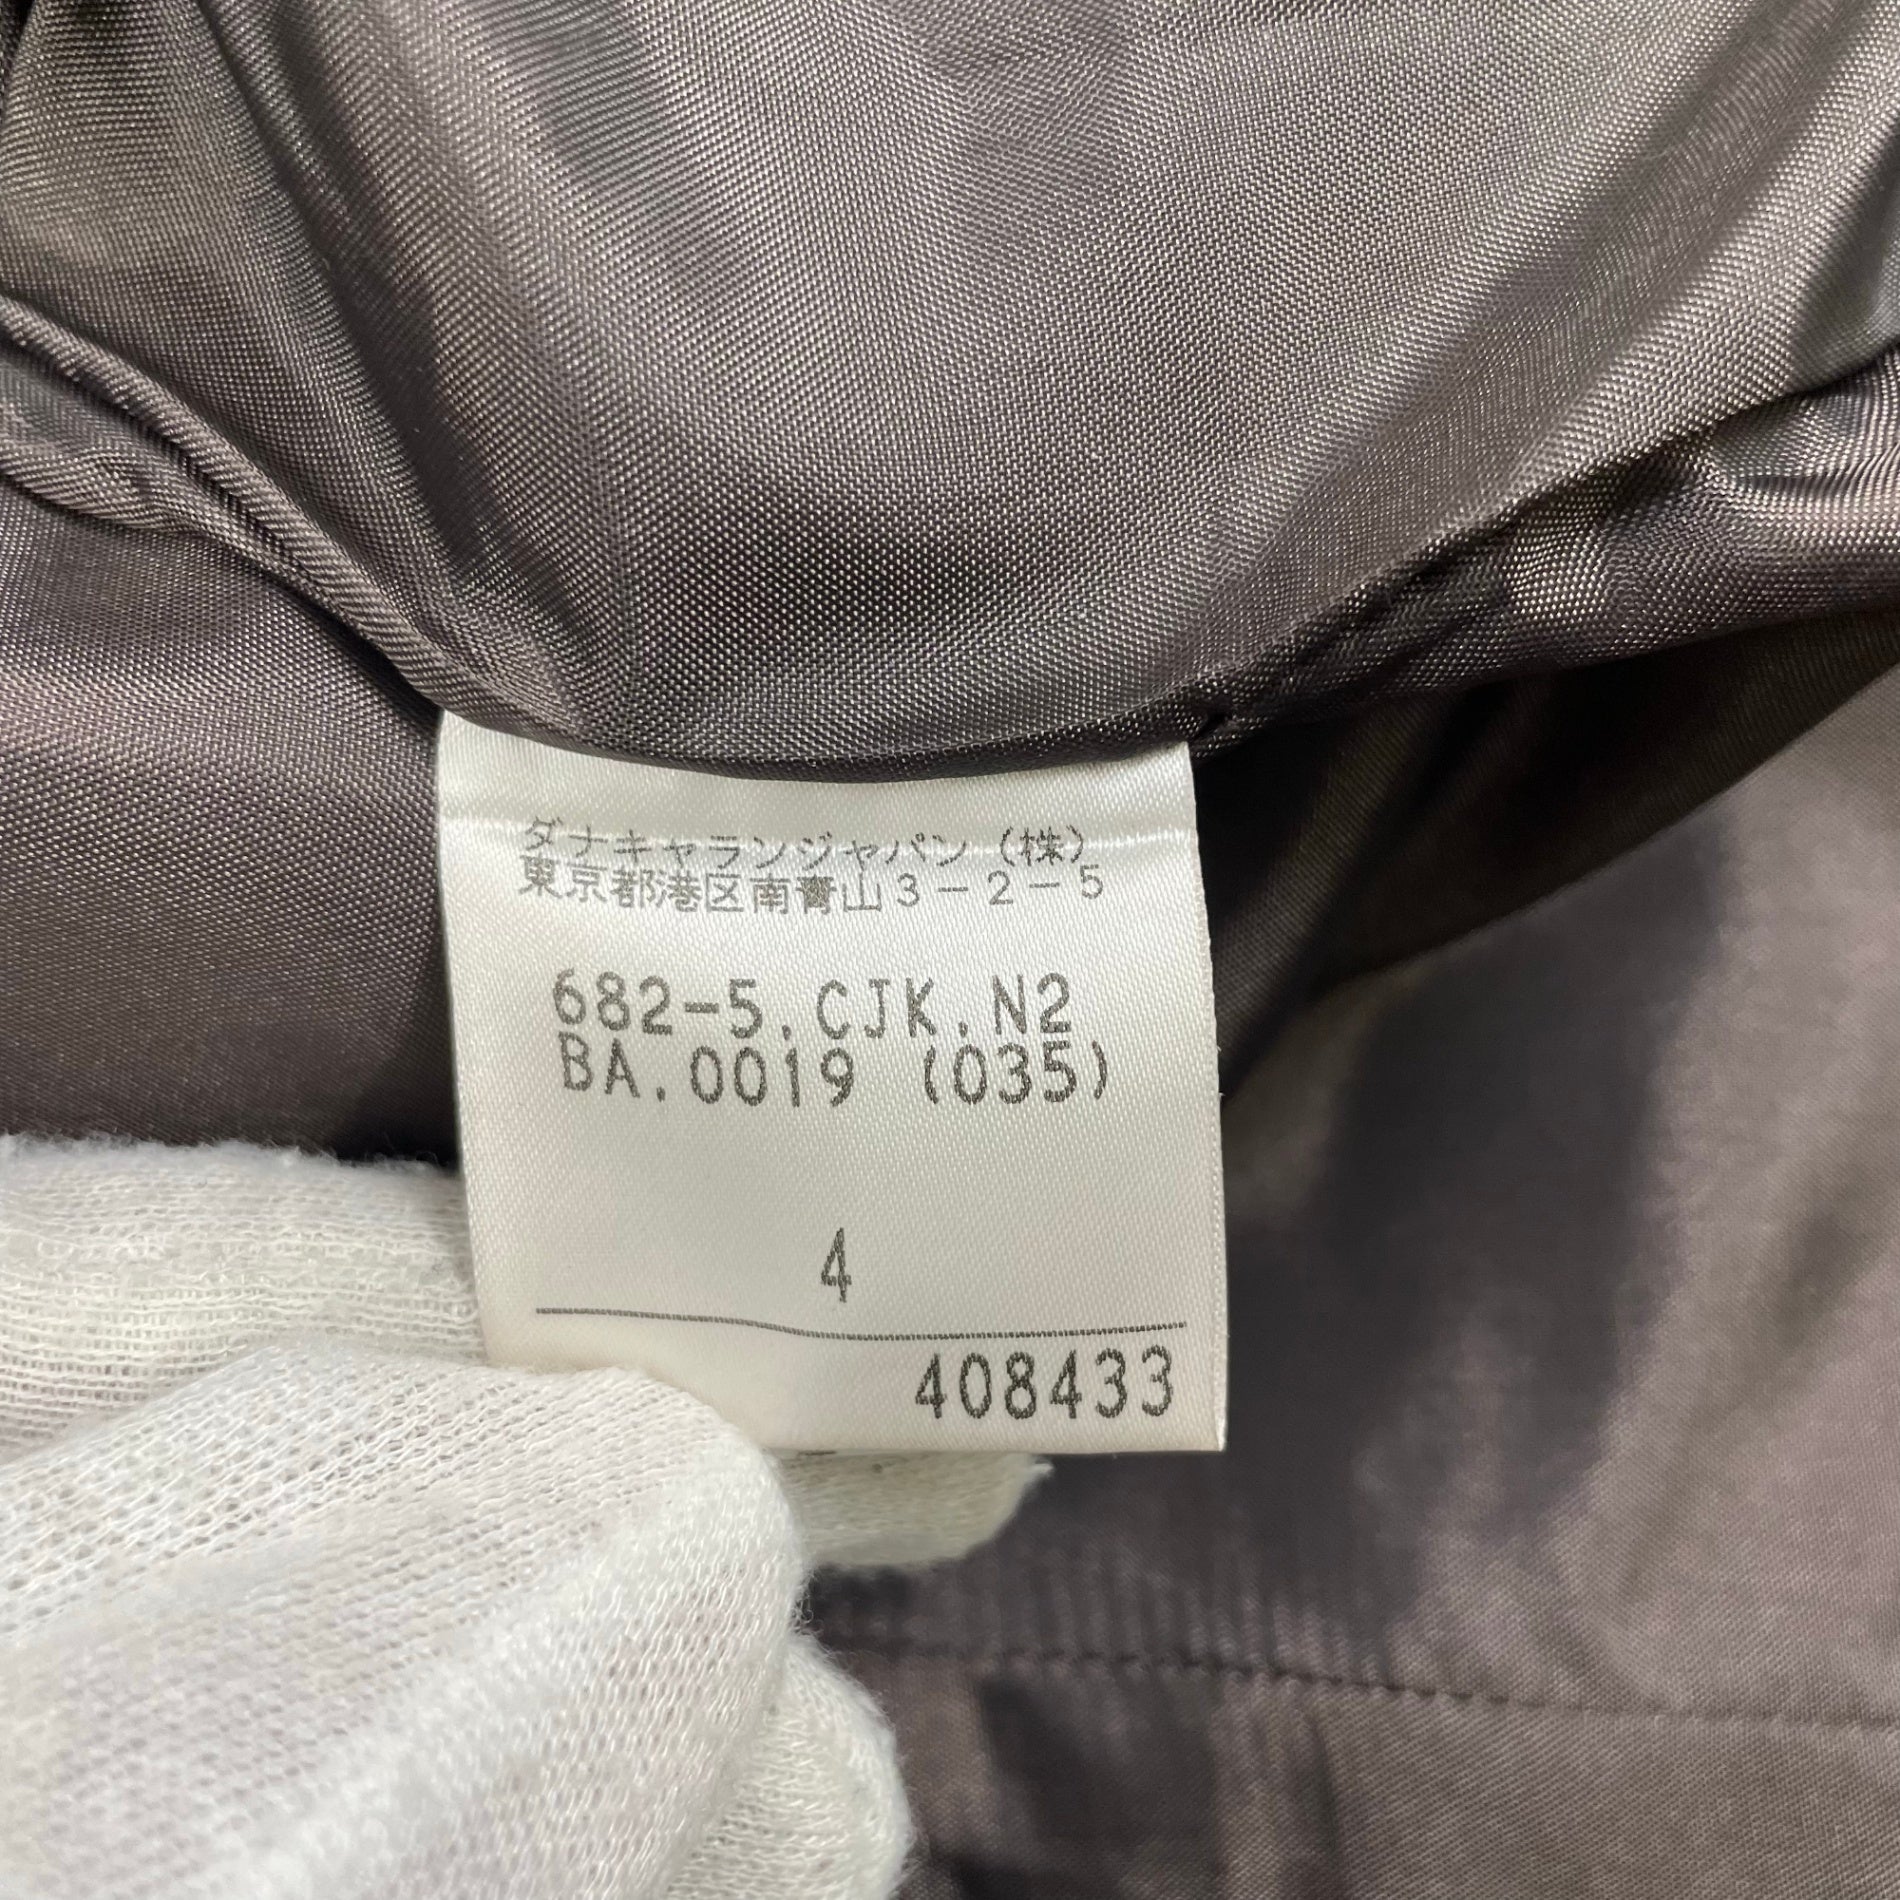 ダナキャランジャパン（株）
東京都港区南青山３－２－５
682-5.CJK.N2
BA.0019 (035)
4
408433